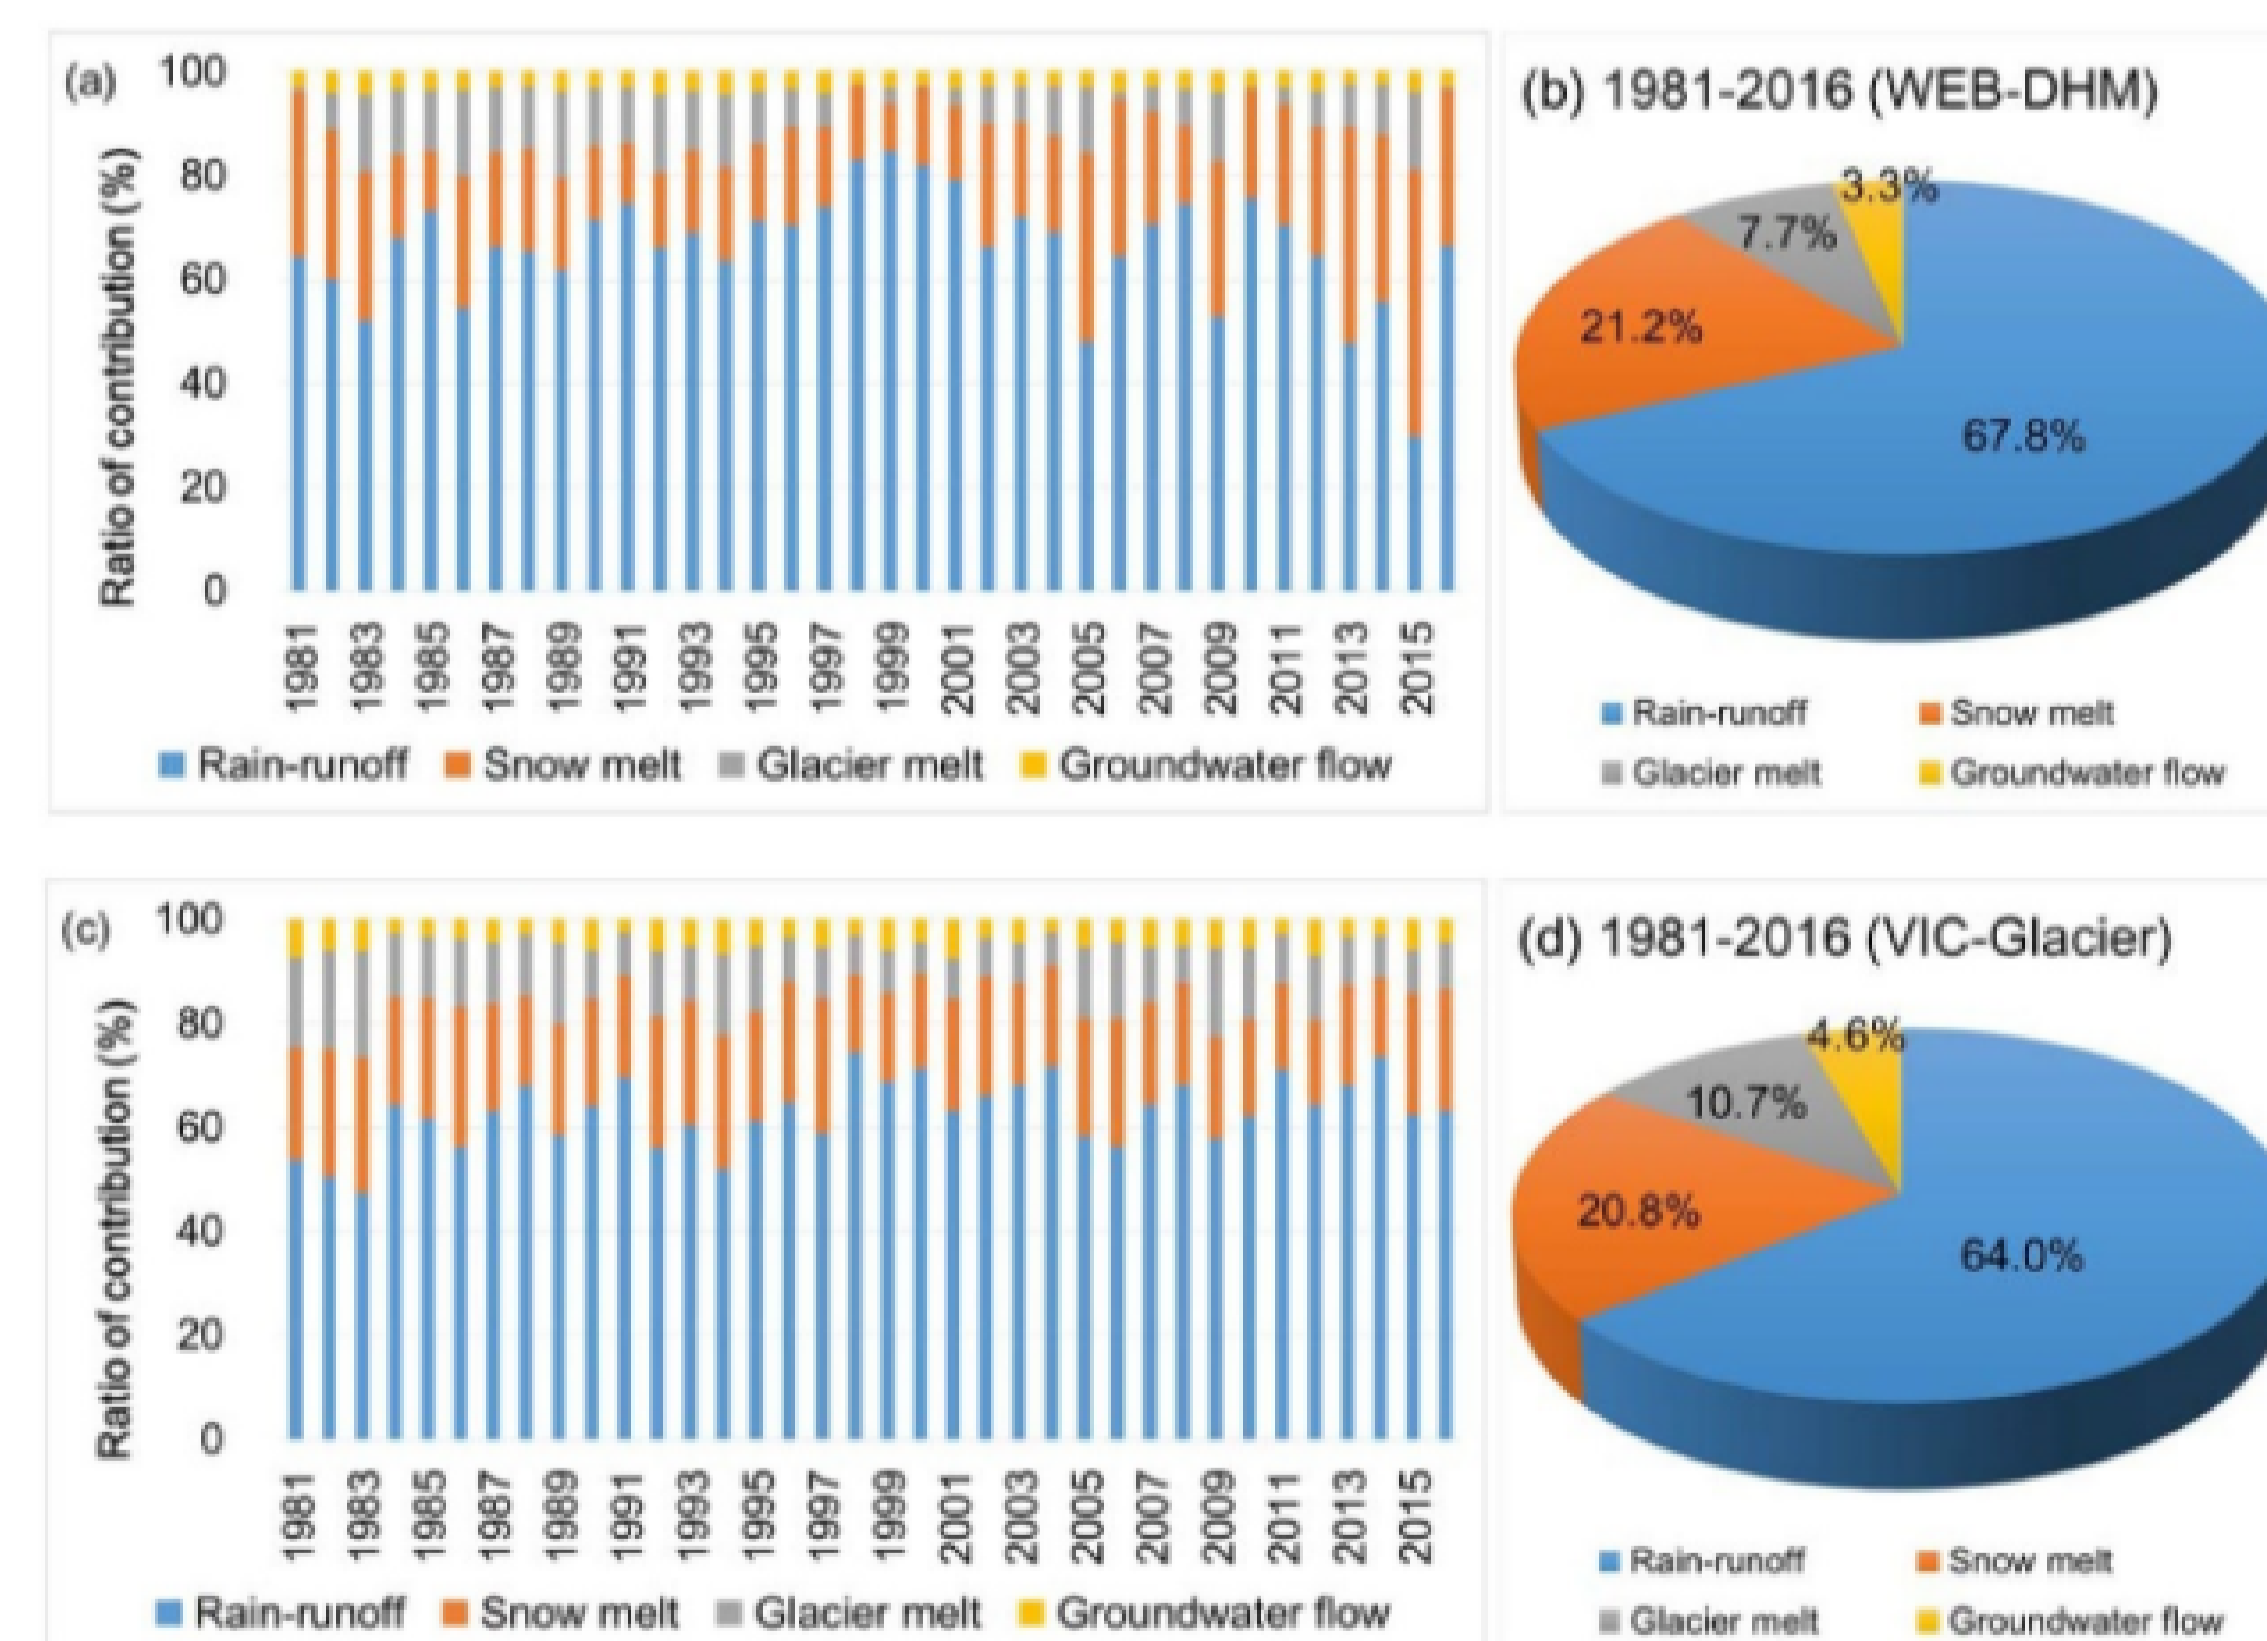 (a)
Ratio of contribution (%)
100
80
60
40
20
0
1981 1983 1985 1987 1989 1991 1993 1995 1997 1999 2001 2003 2005 2007 2009 2011 2013 2015
Rain-runoff Snow melt Glacier melt Groundwater flow
(b) 1981-2016 (WEB-DHM)
3.3%
7.7%
21.2%
67.8%
Rain-runoff Snow melt
Glacier melt Groundwater flow
(c)
Ratio of contribution (%)
100
80
60
40
20
0
1981 1983 1985 1987 1989 1991 1993 1995 1997 1999 2001 2003 2005 2007 2009 2011 2013 2015
Rain-runoff Snow melt Glacier melt Groundwater flow
(d) 1981-2016 (VIC-Glacier)
4.6%
10.7%
20.8%
64.0%
Rain-runoff Snow melt
Glacier melt Groundwater flow